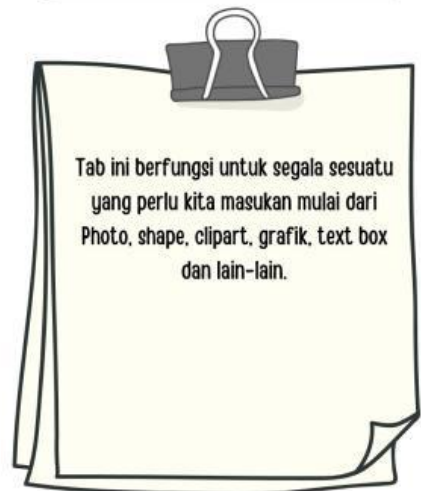 Tab ini berfungsi untuk segala sesuatu
yang perlu kita masukan mulai dari
Photo, shape, clipart, grafik, text box
dan lain-lain.